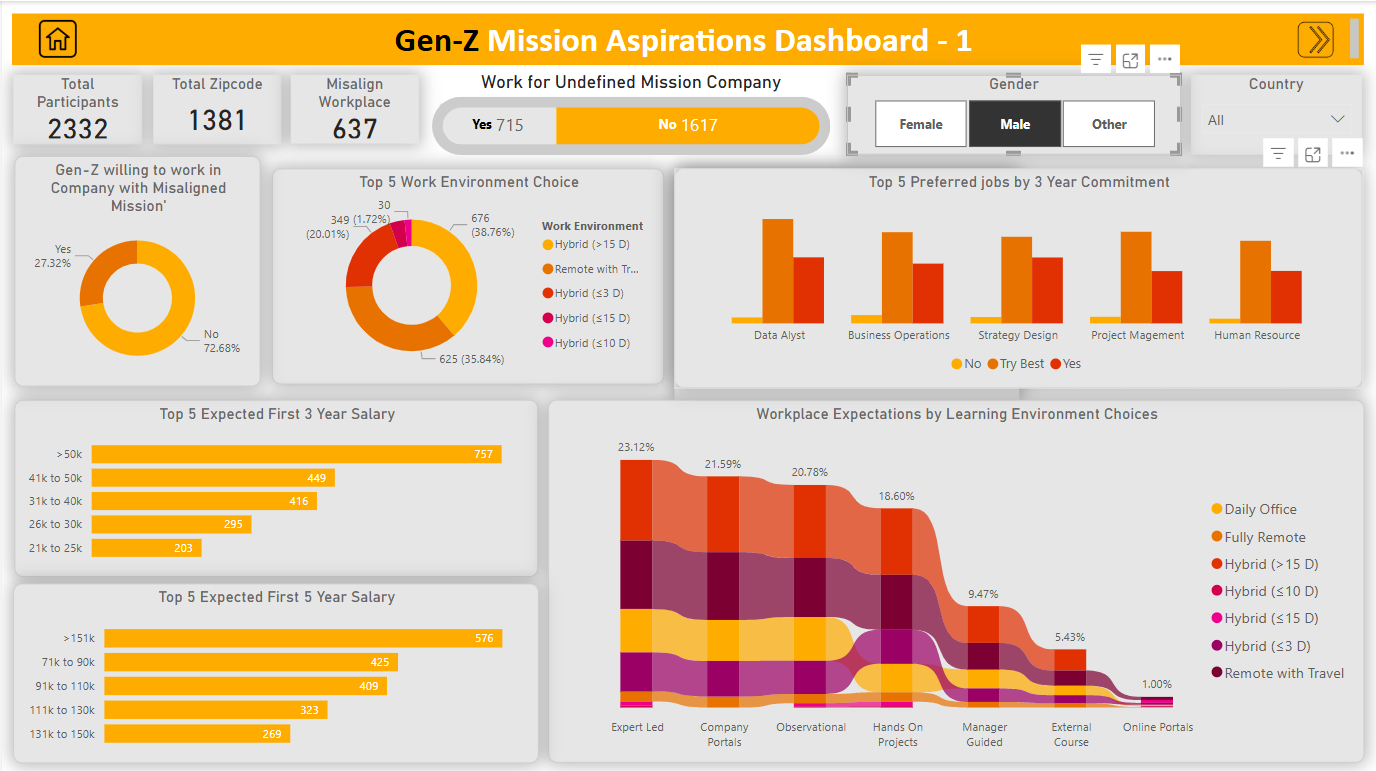 Gen-Z Mission Aspirations Dashboard - 1
Total
Participants
2332
Total Zipcode
1381
Misalign
Workplace
637
Work for Undefined Mission Company
Yes 715
No 1617
Gender
Female
Male
Other
Country
All
Gen-Z willing to work in
Company with Misaligned
Mission'
Yes
27.32%
No
72.68%
Top 5 Work Environment Choice
30
(1.72%)
349
(20.01%)
676
(38.76%)
625 (35.84%)
Work Environment
Hybrid (>15 D)
Remote with Tr...
Hybrid (≤3 D)
Hybrid (≤15 D)
Hybrid (≤10 D)
Top 5 Preferred jobs by 3 Year Commitment
Data Alyst
Business Operations
Strategy Design
Project Magement
Human Resource
No
Try Best
Yes
Top 5 Expected First 3 Year Salary
>50k
757
41k to 50k
449
31k to 40k
416
26k to 30k
295
21k to 25k
203
Top 5 Expected First 5 Year Salary
>151k
576
71k to 90k
425
91k to 110k
409
111k to 130k
323
131k to 150k
269
Workplace Expectations by Learning Environment Choices
23.12%
21.59%
20.78%
18.60%
9.47%
5.43%
1.00%
Expert Led
Company
Portals
Observational
Hands On
Projects
Manager
Guided
External
Course
Online Portals
Daily Office
Fully Remote
Hybrid (>15 D)
Hybrid (≤10 D)
Hybrid (≤15 D)
Hybrid (≤3 D)
Remote with Travel